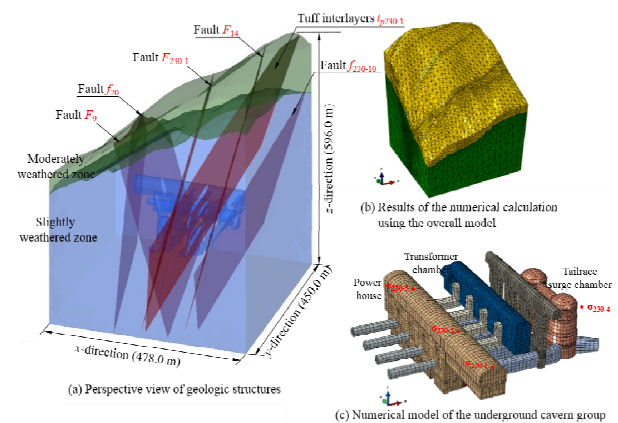 Tuff interlayers tp230-1
Fault F14
Fault F230-1
Fault f230-10
Fault f20
Fault F9
Moderately
weathered zone
Slightly
weathered zone
z-direction (596.0 m)
y-direction (450.0 m)
x-direction (478.0 m)
(a) Perspective view of geologic structures
(b) Results of the numerical calculation
using the overall model
Transformer
chamber
Power
house
Tailrace
surge chamber
σ230-4
(c) Numerical model of the underground cavern group